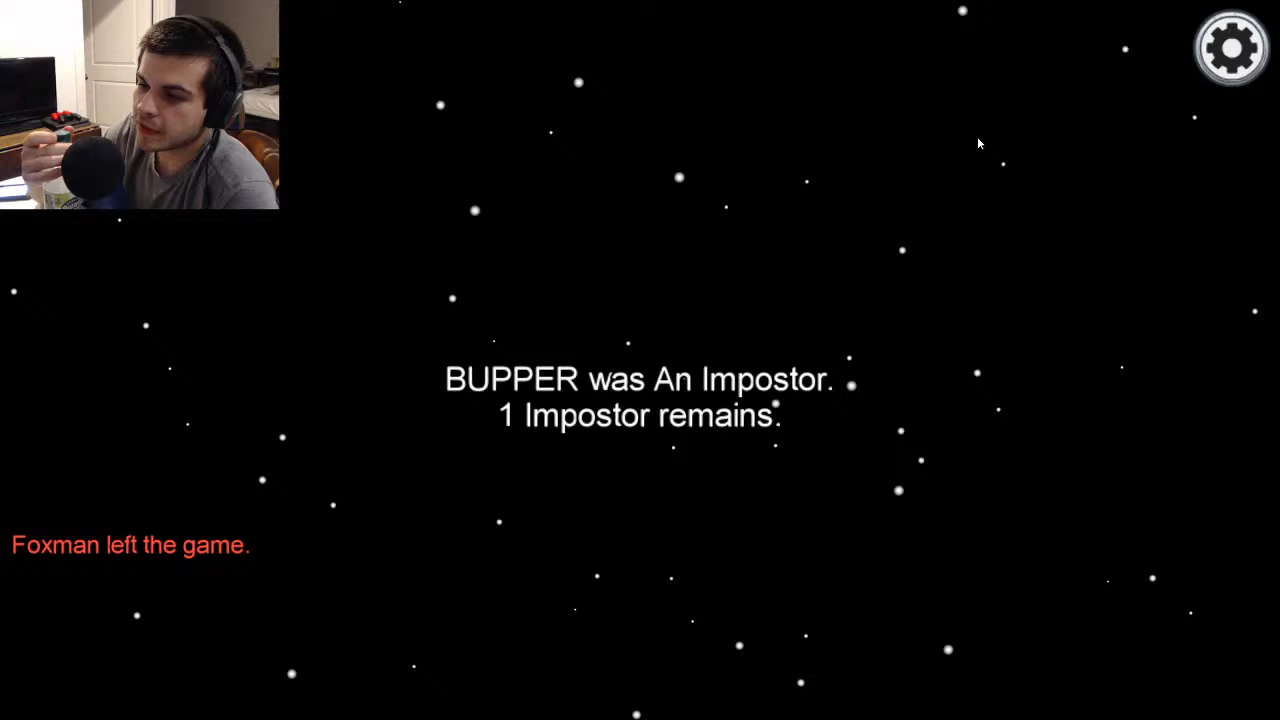 BUPPER was An Impostor.
1 Impostor remains.
Foxman left the game.